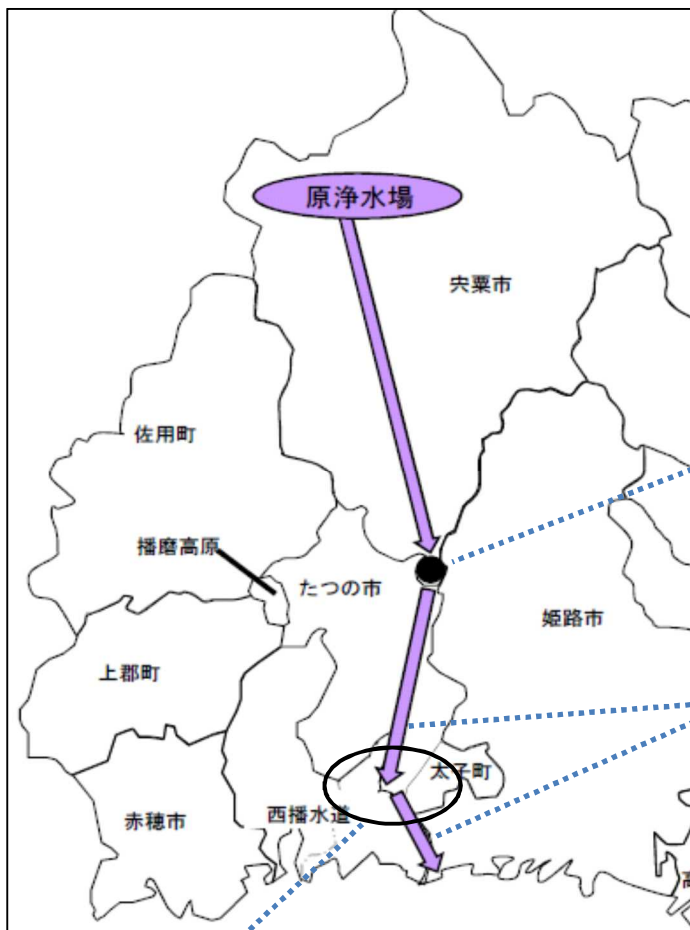 原浄水場
宍粟市
佐用町
播磨高原
たつの市
姫路市
上郡町
太子町
西播水道
赤穂市